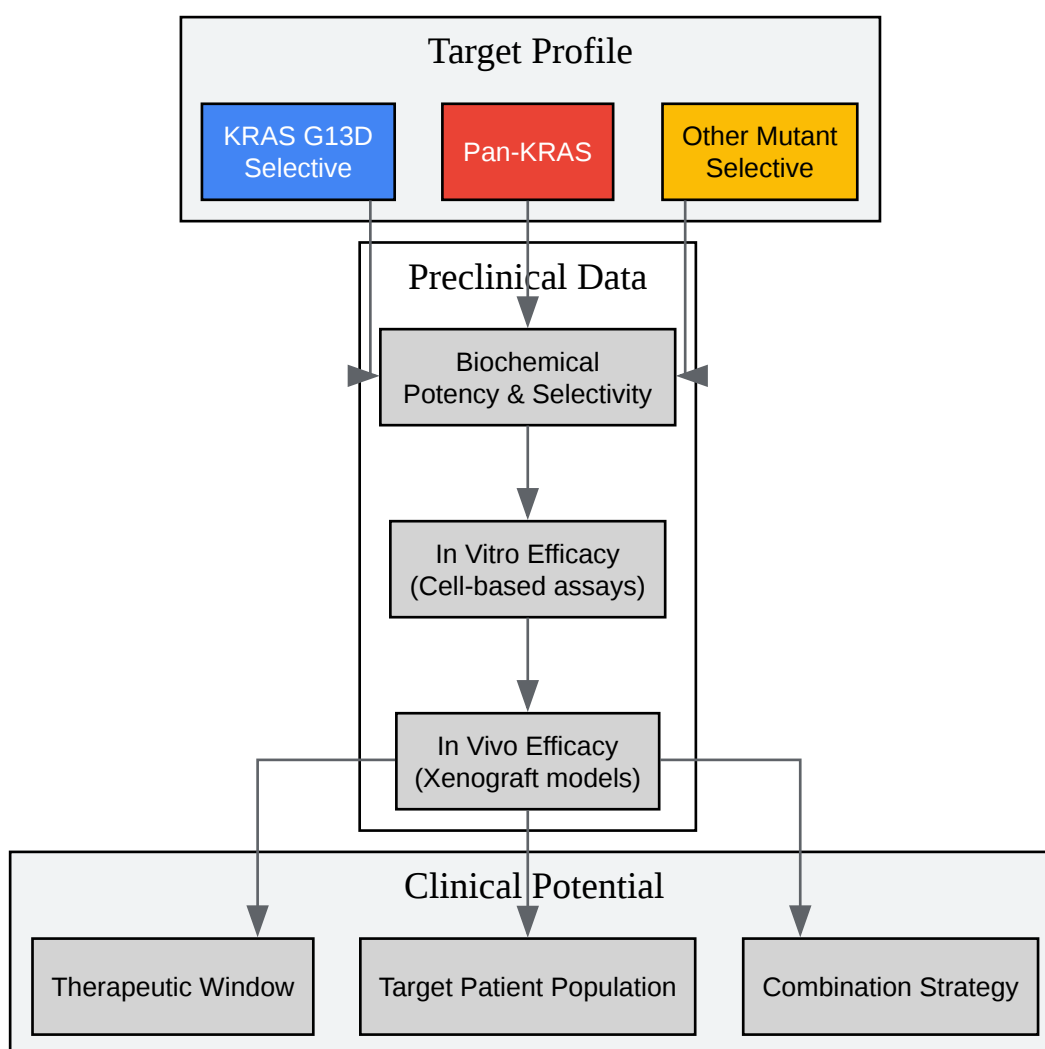 Target Profile
KRAS G13D
Selective
Pan-KRAS
Other Mutant
Selective
Preclinical Data
Biochemical
Potency & Selectivity
In Vitro Efficacy
(Cell-based assays)
In Vivo Efficacy
(Xenograft models)
Clinical Potential
Therapeutic Window
Target Patient Population
Combination Strategy